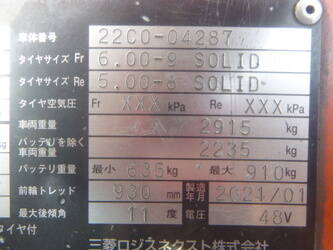 車体番号 22C0-04287
タイヤサイズ Fr 6.00-9 SOLID
タイヤサイズ Re 5.00-8 SOLID
タイヤ空気圧 Fr XXX kPa Re XXX kPa
車両重量 2915 kg
バッテリを除く車両重量 2235 kg
バッテリ重量 最小 636 kg 最大 910 kg
前輪トレッド 930 mm 製造年月 2021/01
最大後傾角 11 度 電圧 48V
タイヤ付
三菱ロジスネクスト株式会社